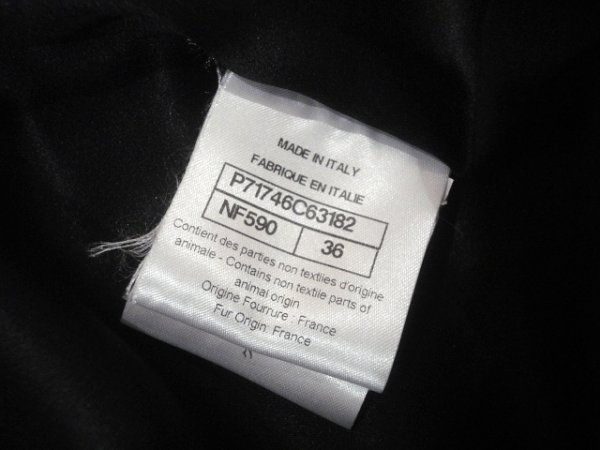 MADE IN ITALY
FABRIQUE EN ITALIE
P71746C63182
NF590 36
Contient des parties non textiles d'origine
animale - Contains non textile parts of
animal origin
Origine Fourrure : France
Fur Origin: France